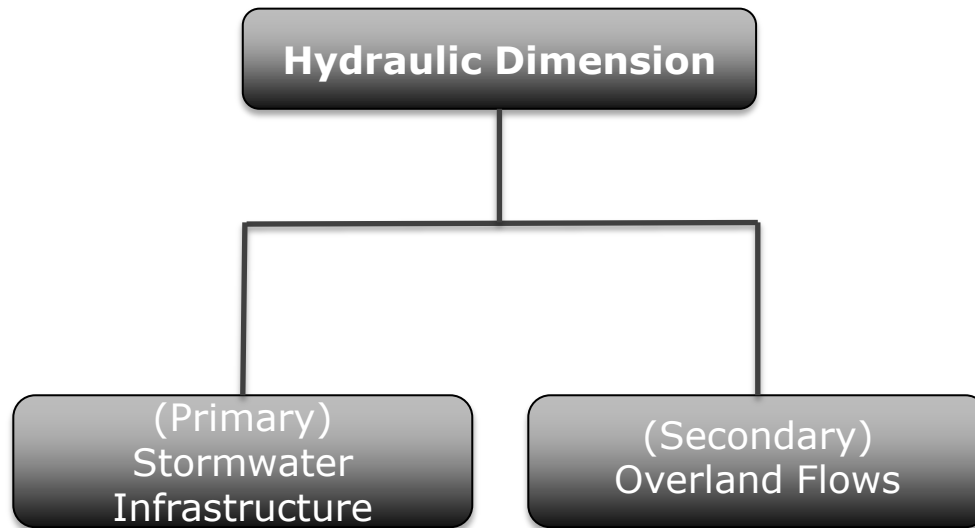 Hydraulic Dimension
(Primary)
Stormwater
Infrastructure
(Secondary)
Overland Flows